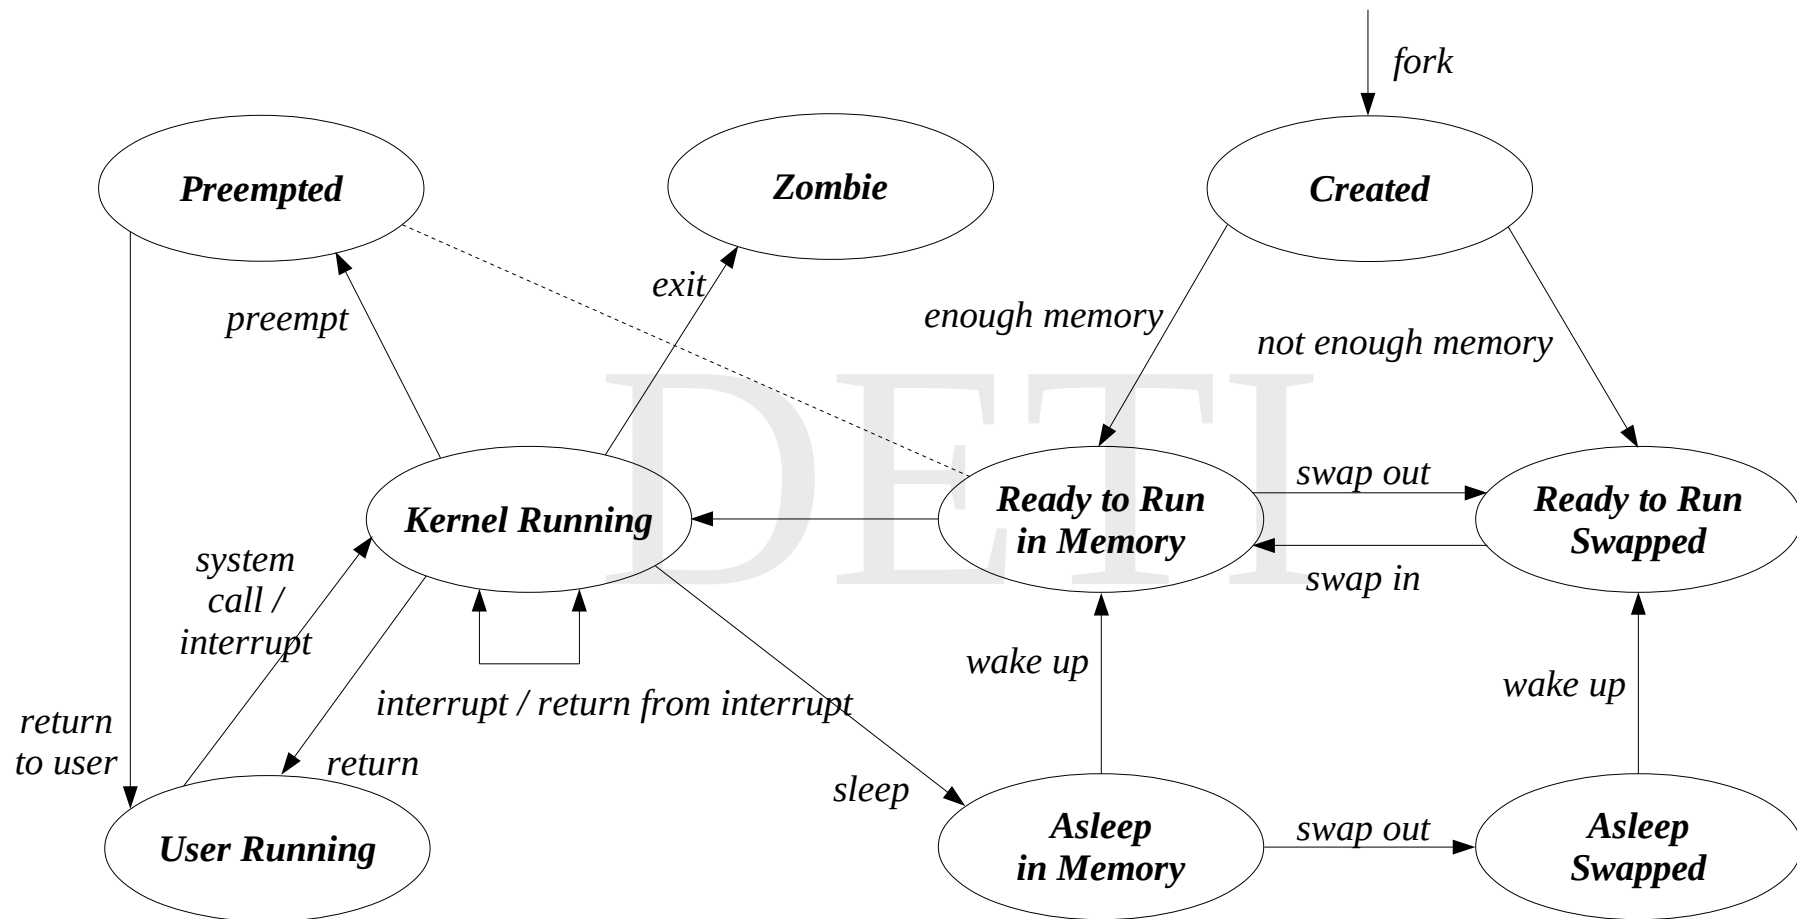 fork
Preempted
Zombie
Created
exit
preempt
enough memory
not enough memory
DETI
swap out
Kernel Running
Ready to Run
in Memory
Ready to Run
Swapped
system
call /
interrupt
swap in
wake up
wake up
interrupt / return from interrupt
return
to user
return
sleep
User Running
Asleep
in Memory
swap out
Asleep
Swapped